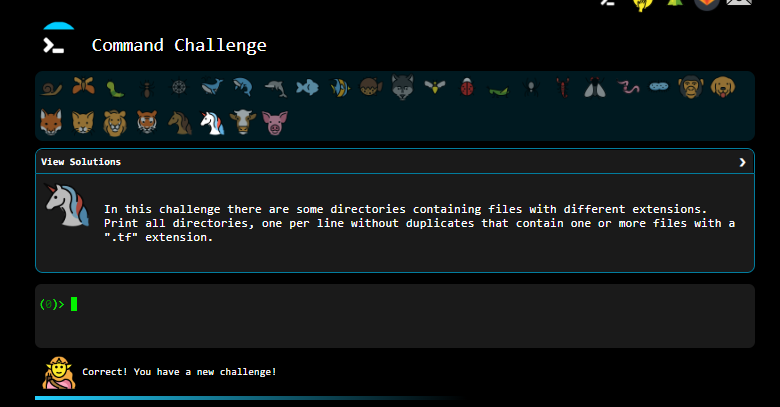 Command Challenge
View Solutions
In this challenge there are some directories containing files with different extensions.
Print all directories, one per line without duplicates that contain one or more files with a
".tf" extension.
(0)>
Correct! You have a new challenge!